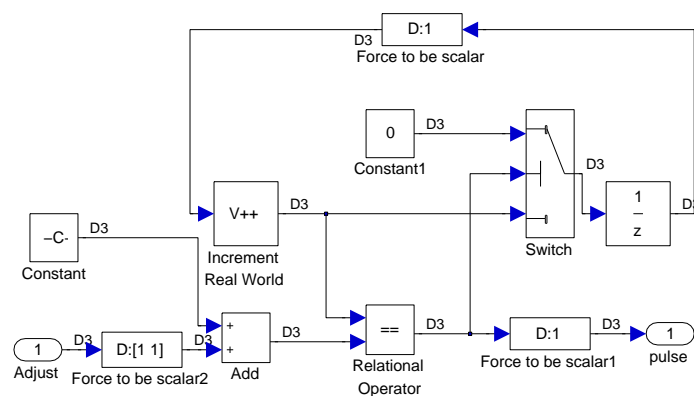 D:1
D3
Force to be scalar
0
D3
Constant1
D3
Switch
1
z
D3
V++
D3
Increment
Real World
–C-
D3
Constant
+
+
D3
Add
1
D3
Adjust
D:[1 1]
D3
Force to be scalar2
==
D3
Relational
Operator
D:1
D3
Force to be scalar1
1
pulse